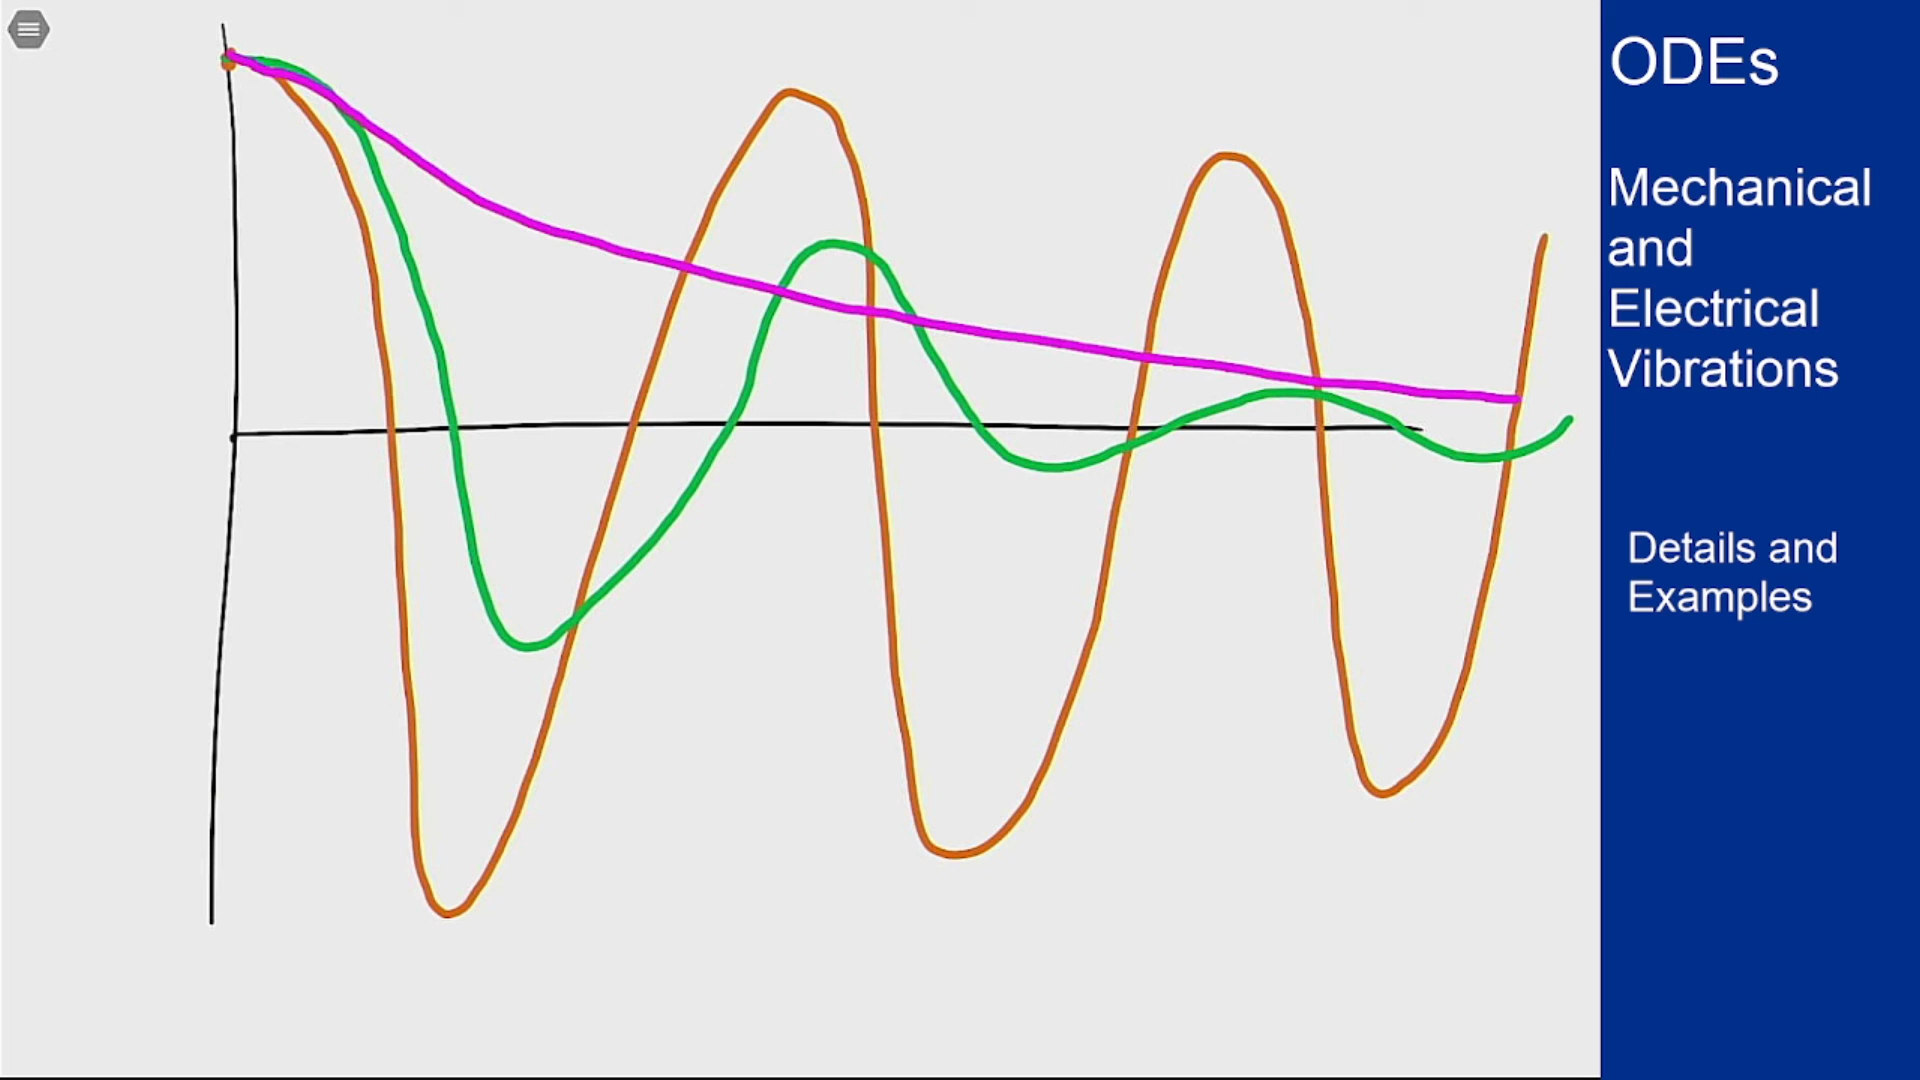 ODEs
Mechanical
and
Electrical
Vibrations
Details and
Examples